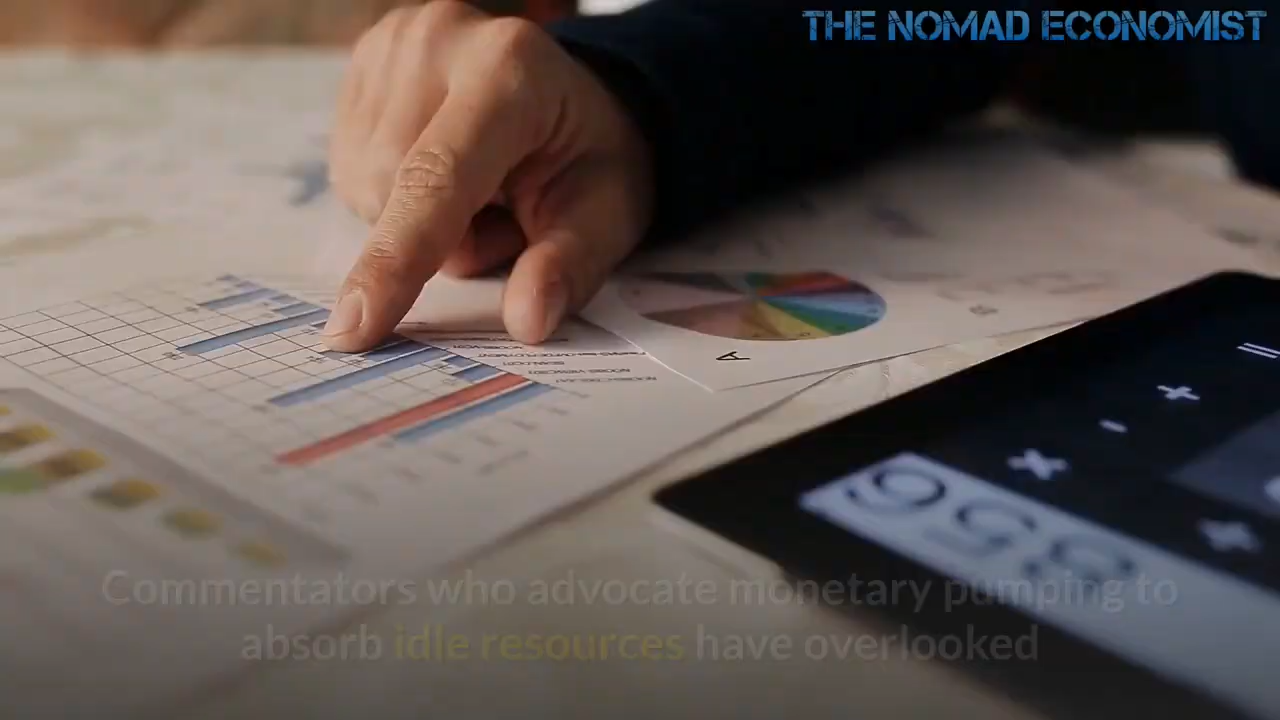 THE NOMAD ECONOMIST
Commentators who advocate monetary pumping to
absorb idle resources have overlooked
A